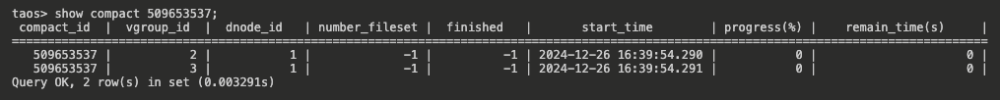 taos> show compact 509653537;
 compact_id  |  vgroup_id  |  dnode_id  | number_fileset |  finished   |       start_time        | progress(%) |    remain_time(s)     |
========================================================================================================================================
   509653537 |           2 |          1 |             -1 |          -1 | 2024-12-26 16:39:54.290 |           0 |                     0 |
   509653537 |           3 |          1 |             -1 |          -1 | 2024-12-26 16:39:54.291 |           0 |                     0 |
Query OK, 2 row(s) in set (0.003291s)